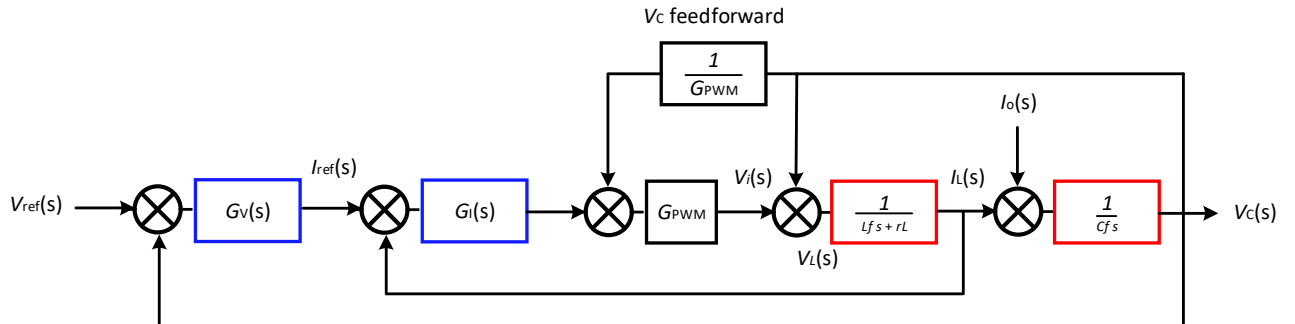 VC feedforward
1
GPWM
Io(s)
Vref(s)
GV(s)
Iref(s)
GI(s)
GPWM
Vi(s)
VL(s)
1
Lf s + rL
IL(s)
1
Cf s
VC(s)